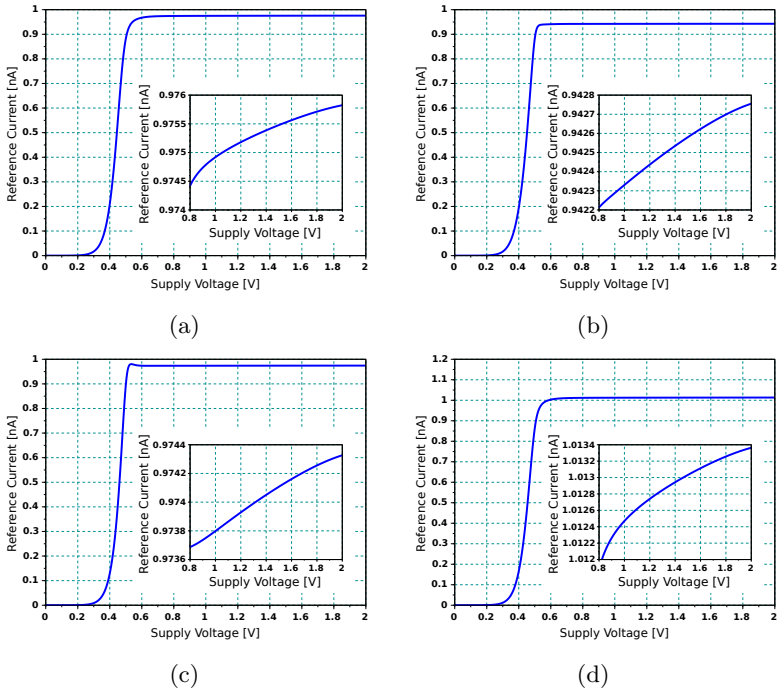 Reference Current [nA]
1
0.9
0.8
0.7
0.6
0.5
0.4
0.3
0.2
0.1
0
0 0.2 0.4 0.6 0.8 1 1.2 1.4 1.6 1.8 2
Supply Voltage [V]
Reference Current [nA]
0.976
0.9755
0.975
0.9745
0.974
0.8 1 1.2 1.4 1.6 1.8 2
Supply Voltage [V]
(a)
Reference Current [nA]
1
0.9
0.8
0.7
0.6
0.5
0.4
0.3
0.2
0.1
0
0 0.2 0.4 0.6 0.8 1 1.2 1.4 1.6 1.8 2
Supply Voltage [V]
Reference Current [nA]
0.9428
0.9427
0.9426
0.9425
0.9424
0.9423
0.9422
0.8 1 1.2 1.4 1.6 1.8 2
Supply Voltage [V]
(b)
Reference Current [nA]
1
0.9
0.8
0.7
0.6
0.5
0.4
0.3
0.2
0.1
0
0 0.2 0.4 0.6 0.8 1 1.2 1.4 1.6 1.8 2
Supply Voltage [V]
Reference Current [nA]
0.9744
0.9742
0.974
0.9738
0.9736
0.8 1 1.2 1.4 1.6 1.8 2
Supply Voltage [V]
(c)
Reference Current [nA]
1.2
1.1
1
0.9
0.8
0.7
0.6
0.5
0.4
0.3
0.2
0.1
0
0 0.2 0.4 0.6 0.8 1 1.2 1.4 1.6 1.8 2
Supply Voltage [V]
Reference Current [nA]
1.0134
1.0132
1.013
1.0128
1.0126
1.0124
1.0122
1.012
0.8 1 1.2 1.4 1.6 1.8 2
Supply Voltage [V]
(d)